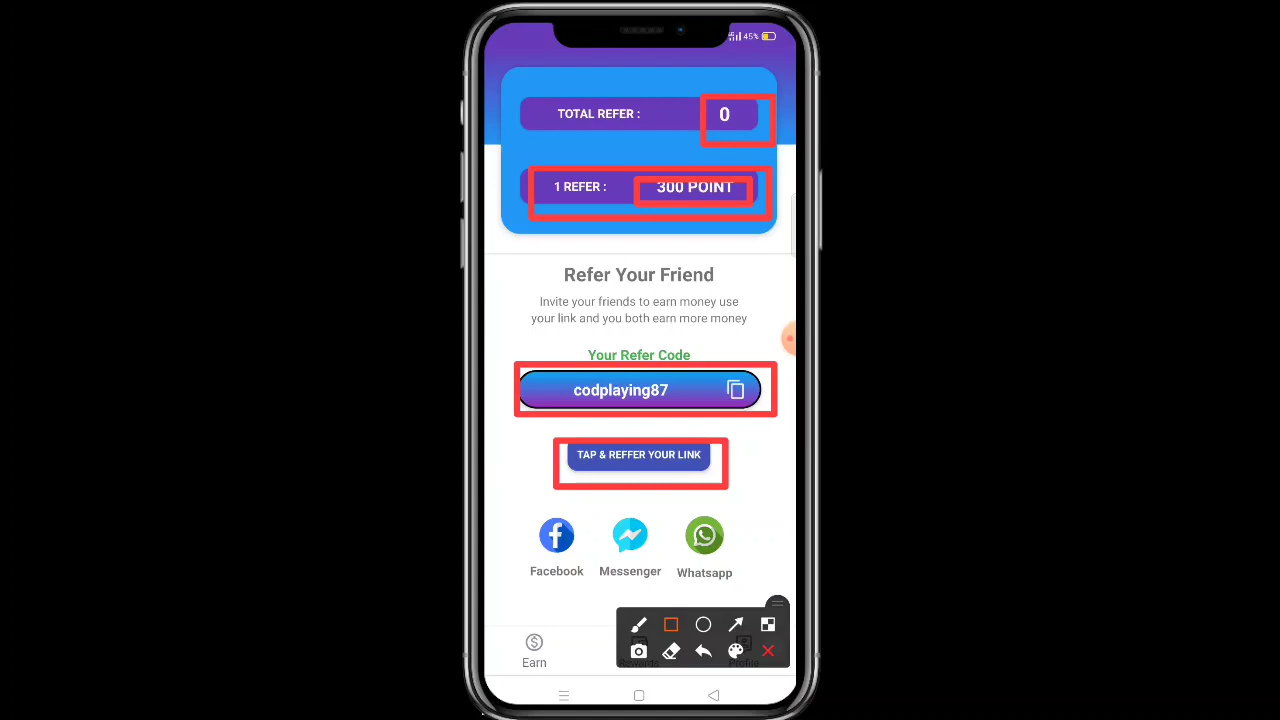 45%
TOTAL REFER :
0
1 REFER :
300 POINT
Refer Your Friend
Invite your friends to earn money use
your link and you both earn more money
Your Refer Code
codplaying87
TAP & REFFER YOUR LINK
Facebook
Messenger
Whatsapp
Earn
Rewards
Profile